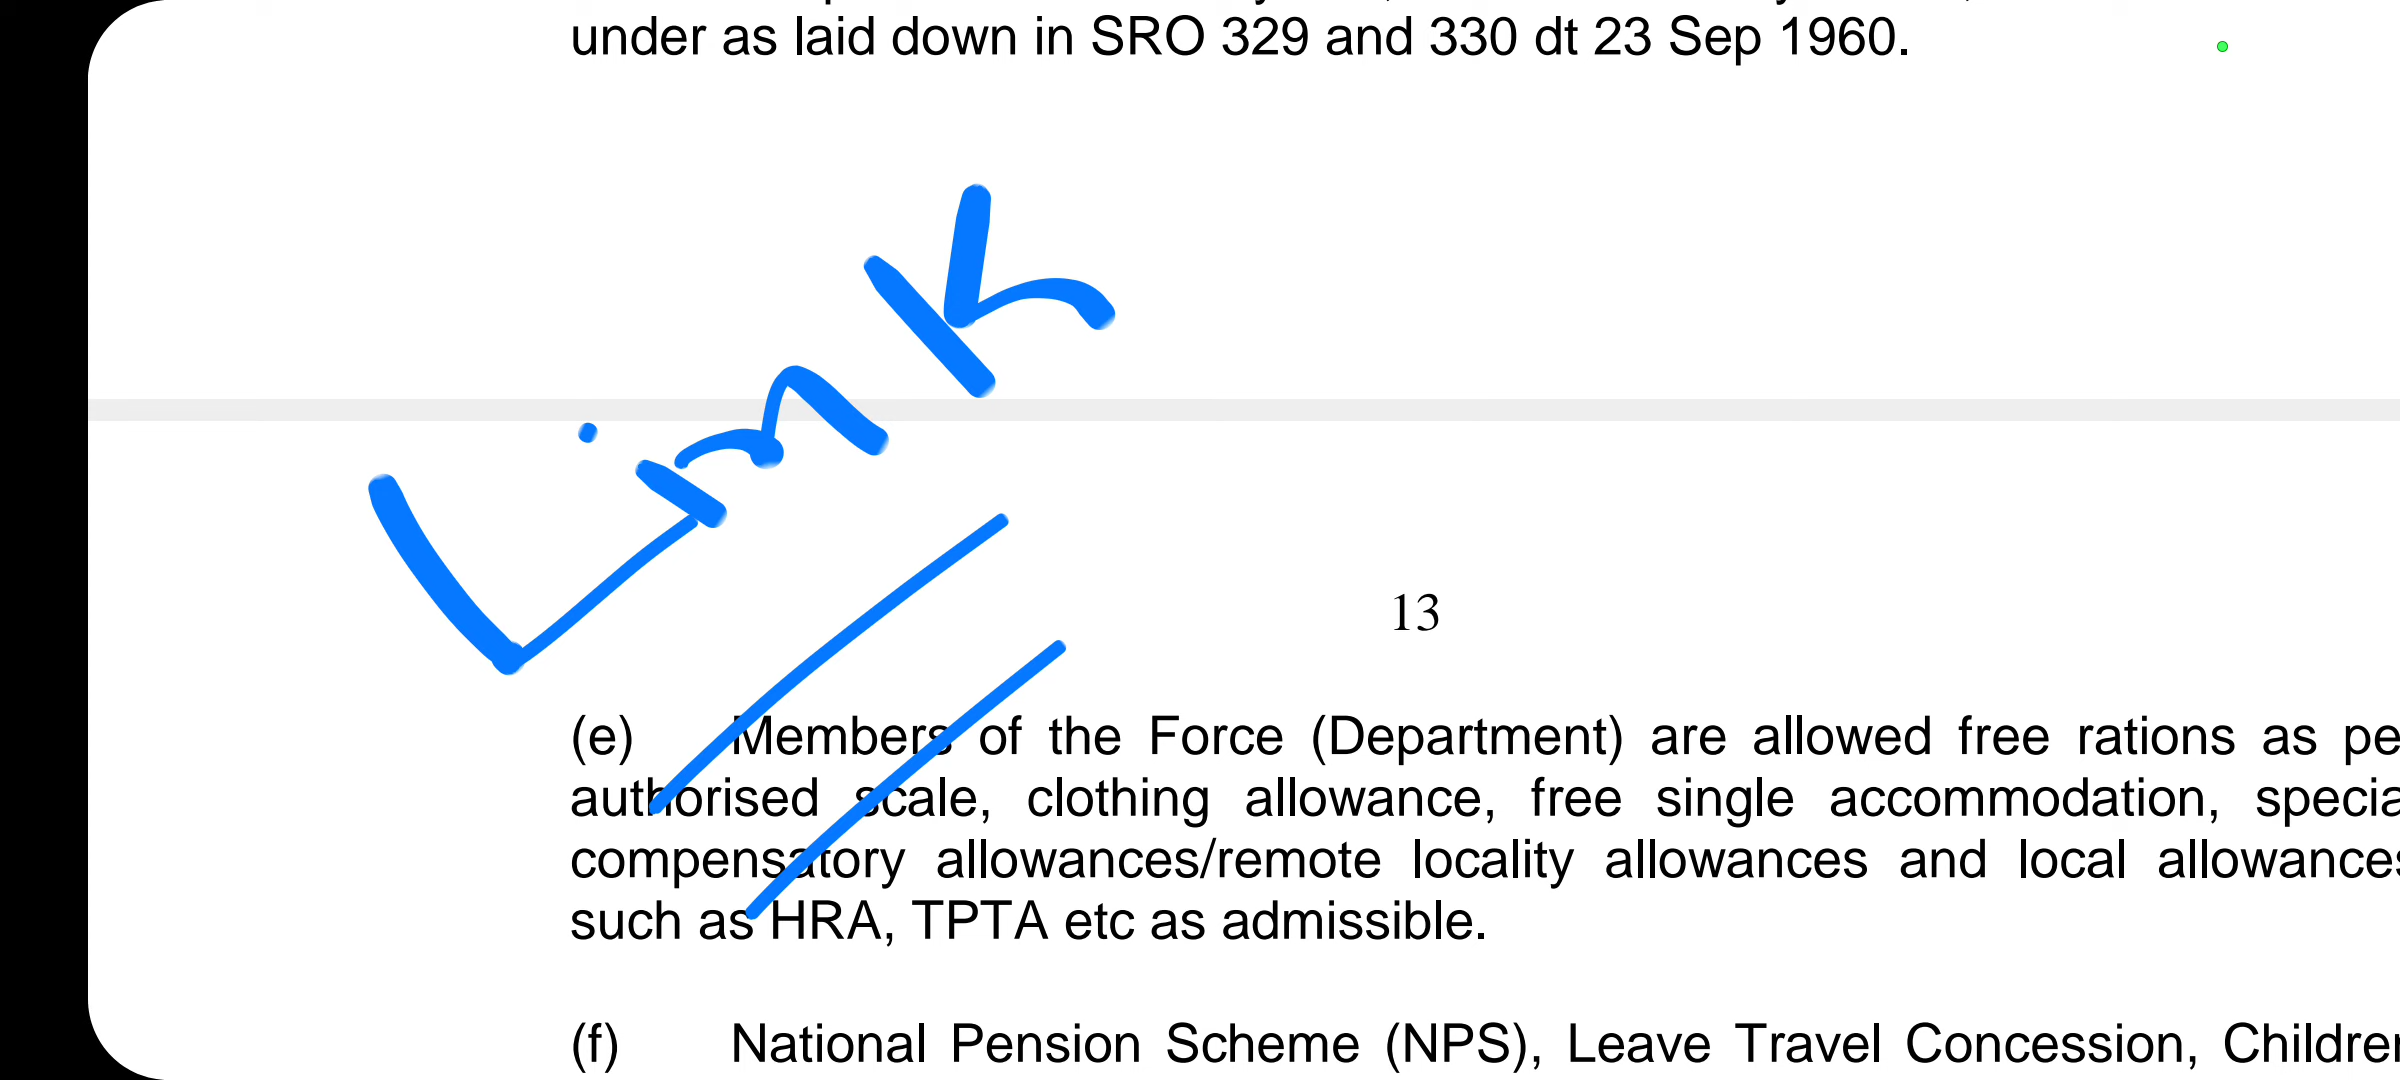 under as laid down in SRO 329 and 330 dt 23 Sep 1960.
Link
13
(e) Members of the Force (Department) are allowed free rations as pe
authorised scale, clothing allowance, free single accommodation, specia
compensatory allowances/remote locality allowances and local allowances
such as HRA, TPTA etc as admissible.
(f) National Pension Scheme (NPS), Leave Travel Concession, Children